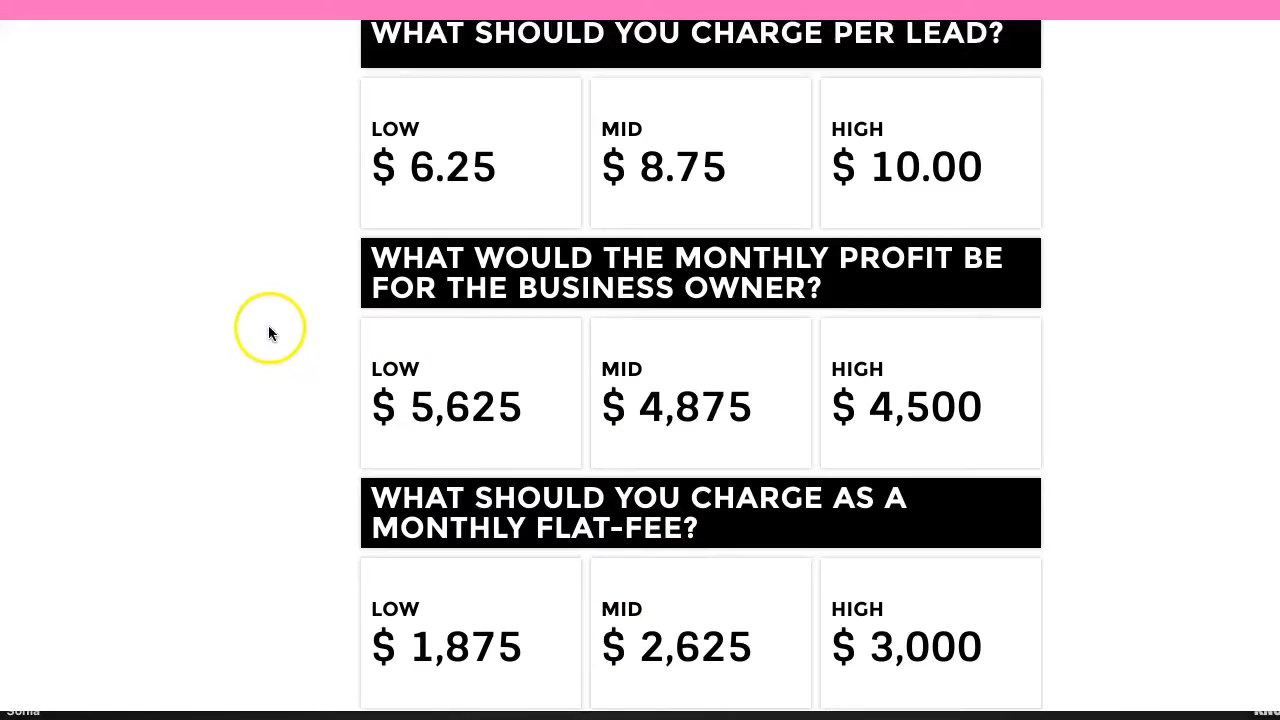 WHAT SHOULD YOU CHARGE PER LEAD?
LOW
$ 6.25
MID
$ 8.75
HIGH
$ 10.00
WHAT WOULD THE MONTHLY PROFIT BE
FOR THE BUSINESS OWNER?
LOW
$ 5,625
MID
$ 4,875
HIGH
$ 4,500
WHAT SHOULD YOU CHARGE AS A
MONTHLY FLAT-FEE?
LOW
$ 1,875
MID
$ 2,625
HIGH
$ 3,000